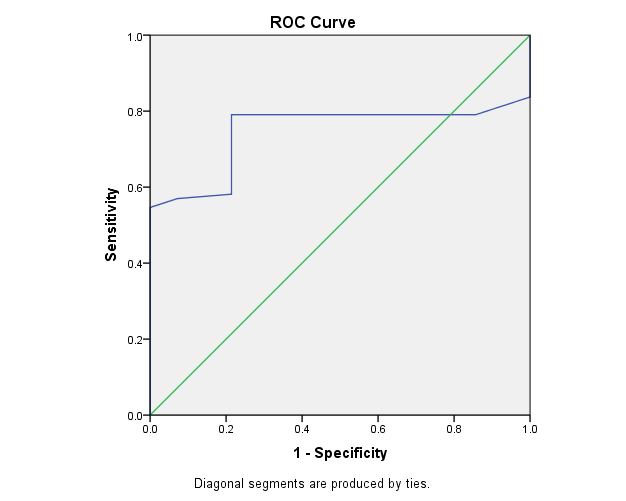 ROC Curve
1.0
0.8
0.6
0.4
0.2
0.0
Sensitivity
0.0 0.2 0.4 0.6 0.8 1.0
1 - Specificity
Diagonal segments are produced by ties.